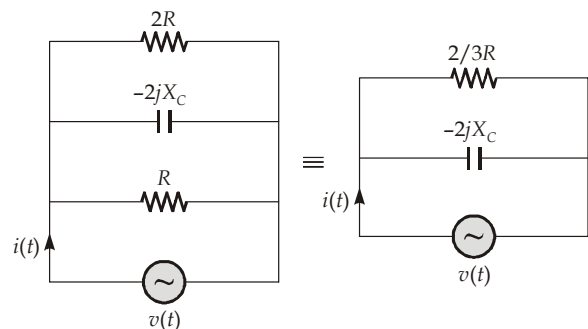 2R
–2jX_C
R
i(t)
v(t)
≡
2/3R
–2jX_C
i(t)
v(t)